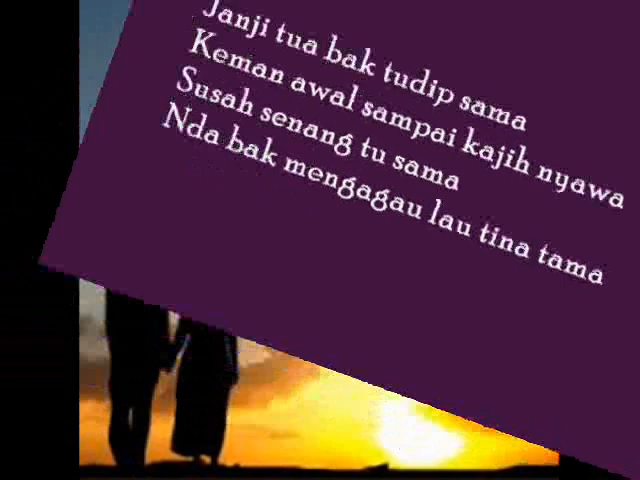 Janji tua bak tudip sama
Keman awal sampai kajih nyawa
Susah senang tu sama
Nda bak mengagau lau tina tama